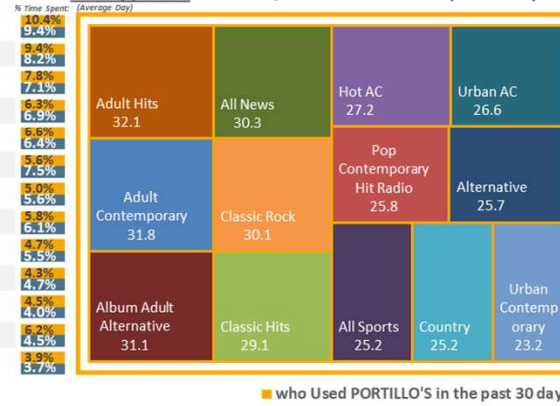 % Time Spent: (Average Day)
10.4%
9.4%
9.4%
8.2%
7.8%
7.1%
6.3%
6.9%
6.6%
6.4%
5.6%
7.5%
5.0%
5.6%
5.8%
6.1%
4.7%
5.5%
4.3%
4.7%
4.5%
4.0%
6.2%
4.5%
3.9%
3.7%
Adult Hits
32.1
All News
30.3
Hot AC
27.2
Urban AC
26.6
Adult
Contemporary
31.8
Classic Rock
30.1
Pop
Contemporary
Hit Radio
25.8
Alternative
25.7
Album Adult
Alternative
31.1
Classic Hits
29.1
All Sports
25.2
Country
25.2
Urban
Contemp
orary
23.2
who Used PORTILLO'S in the past 30 day